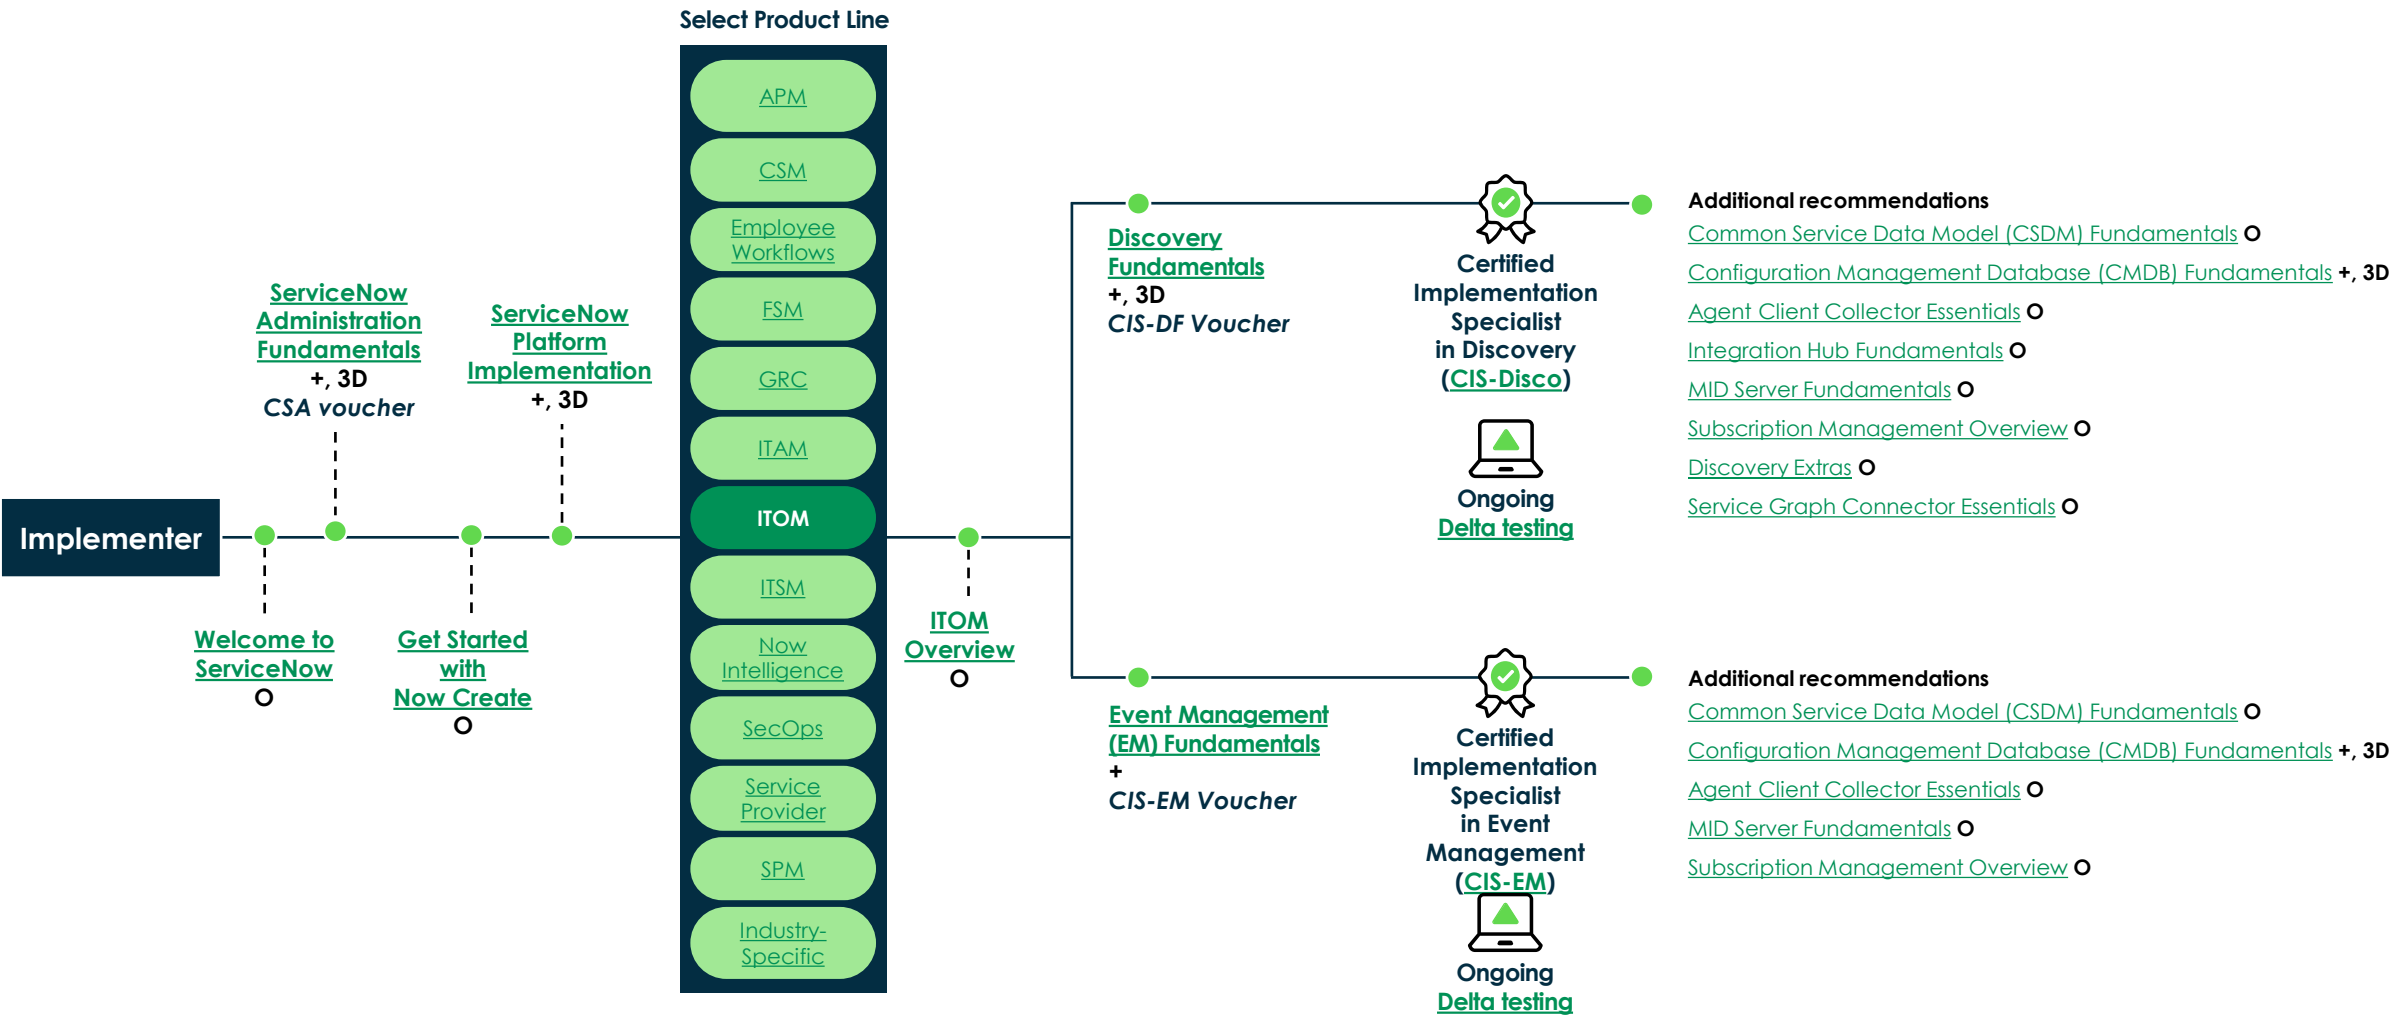 Select Product Line
APM
CSM
Employee
Workflows
FSM
GRC
ITAM
ITOM
ITSM
Now
Intelligence
SecOps
Service
Provider
SPM
Industry-
Specific
Implementer
ServiceNow
Administration
Fundamentals
+, 3D
CSA voucher
ServiceNow
Platform
Implementation
+, 3D
Welcome to
ServiceNow
O
Get Started
with
Now Create
O
ITOM
Overview
O
Discovery
Fundamentals
+, 3D
CIS-DF Voucher
Certified
Implementation
Specialist
in Discovery
(CIS-Disco)
Ongoing
Delta testing
Additional recommendations
Common Service Data Model (CSDM) Fundamentals O
Configuration Management Database (CMDB) Fundamentals +, 3D
Agent Client Collector Essentials O
Integration Hub Fundamentals O
MID Server Fundamentals O
Subscription Management Overview O
Discovery Extras O
Service Graph Connector Essentials O
Event Management
(EM) Fundamentals
+
CIS-EM Voucher
Certified
Implementation
Specialist
in Event
Management
(CIS-EM)
Ongoing
Delta testing
Additional recommendations
Common Service Data Model (CSDM) Fundamentals O
Configuration Management Database (CMDB) Fundamentals +, 3D
Agent Client Collector Essentials O
MID Server Fundamentals O
Subscription Management Overview O